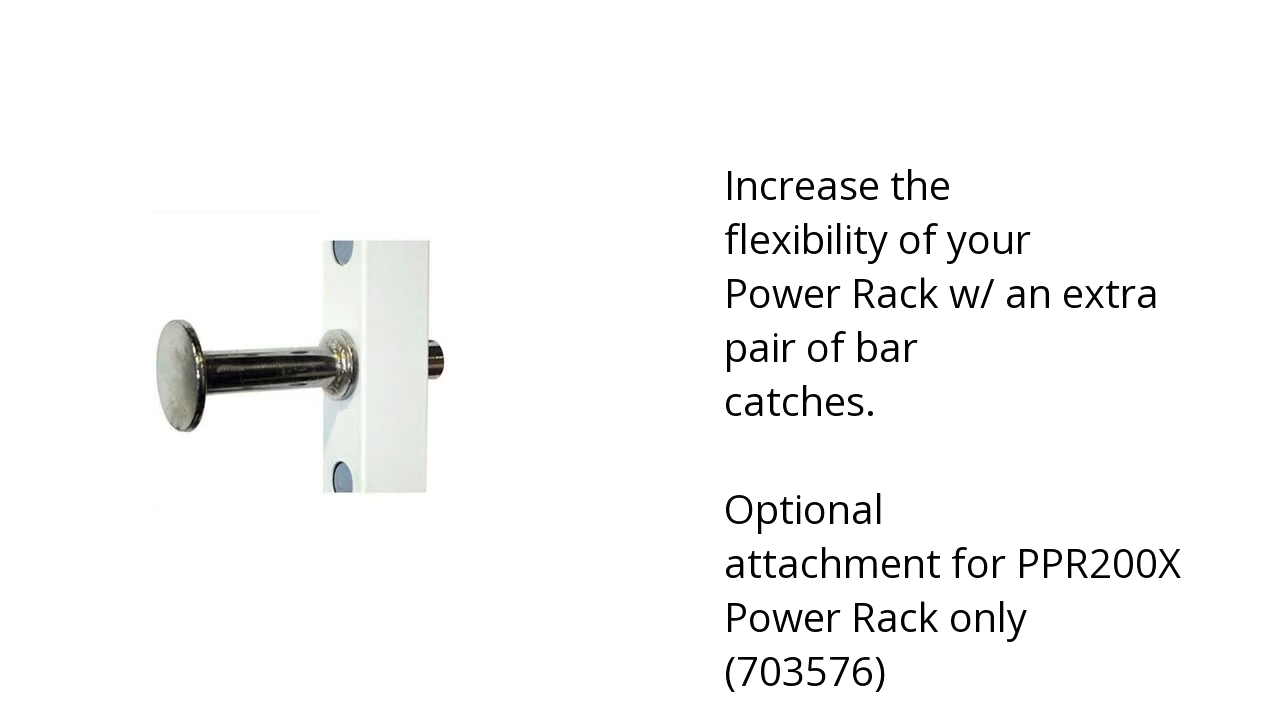 Increase the
flexibility of your
Power Rack w/ an extra
pair of bar
catches.
Optional
attachment for PPR200X
Power Rack only
(703576)